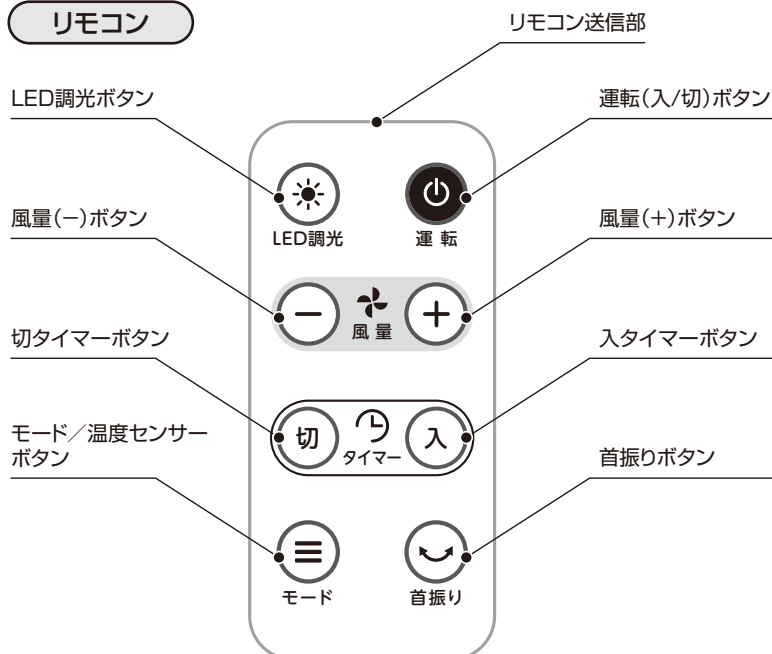 リモコン
リモコン送信部
LED調光ボタン
運転(入/切)ボタン
LED調光
運 転
風量(−)ボタン
風量(+)ボタン
風 量
切タイマーボタン
入タイマーボタン
切
タイマー
入
モード/温度センサー
ボタン
首振りボタン
モード
首振り